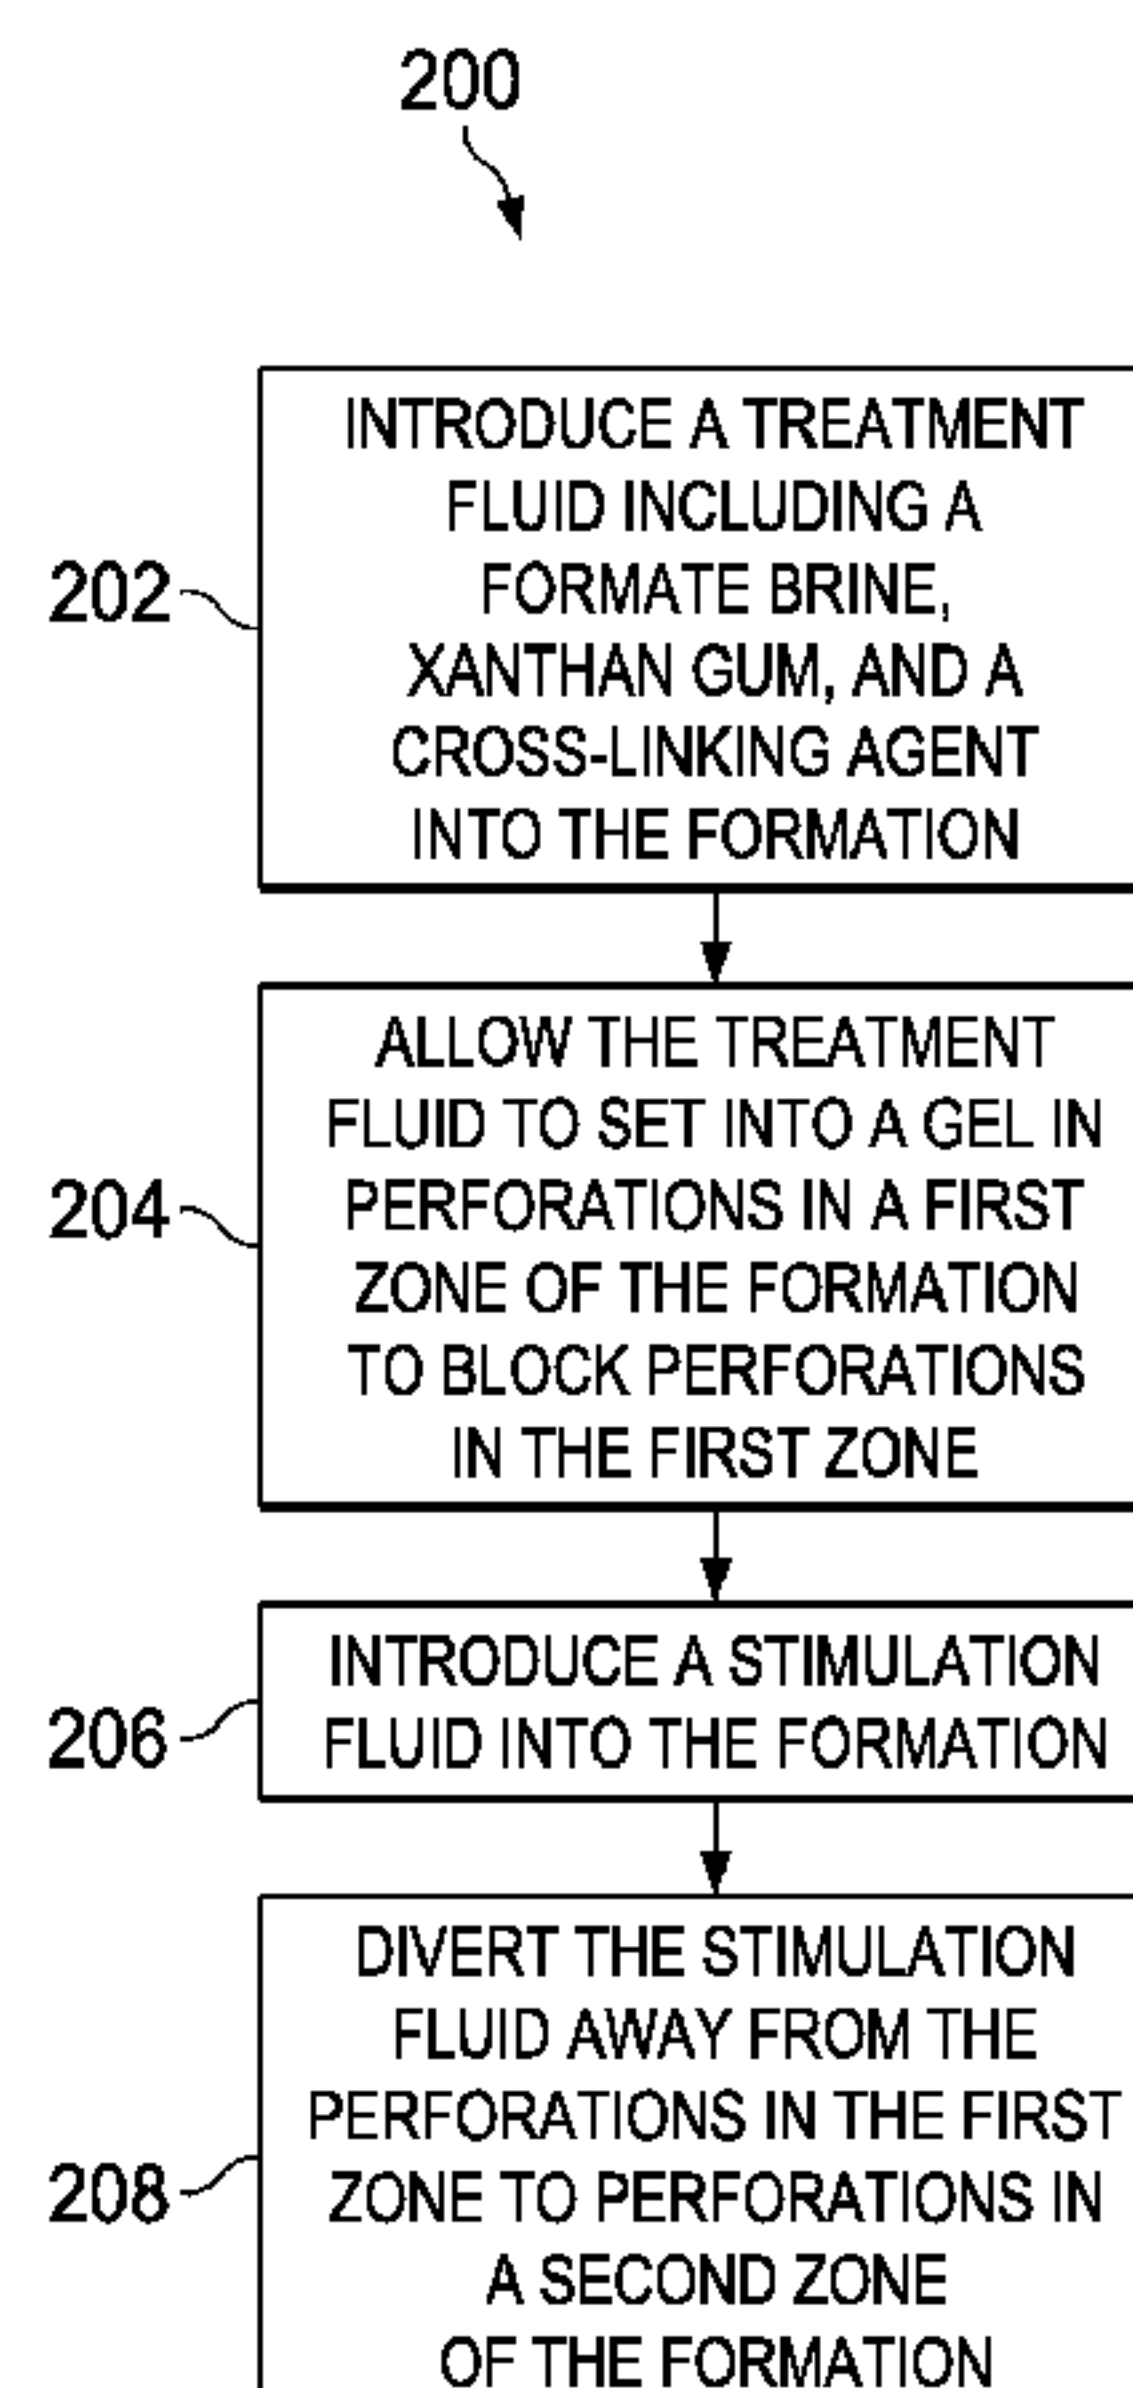 200
202
INTRODUCE A TREATMENT
FLUID INCLUDING A
FORMATE BRINE,
XANTHAN GUM, AND A
CROSS-LINKING AGENT
INTO THE FORMATION
204
ALLOW THE TREATMENT
FLUID TO SET INTO A GEL IN
PERFORATIONS IN A FIRST
ZONE OF THE FORMATION
TO BLOCK PERFORATIONS
IN THE FIRST ZONE
206
INTRODUCE A STIMULATION
FLUID INTO THE FORMATION
208
DIVERT THE STIMULATION
FLUID AWAY FROM THE
PERFORATIONS IN THE FIRST
ZONE TO PERFORATIONS IN
A SECOND ZONE
OF THE FORMATION